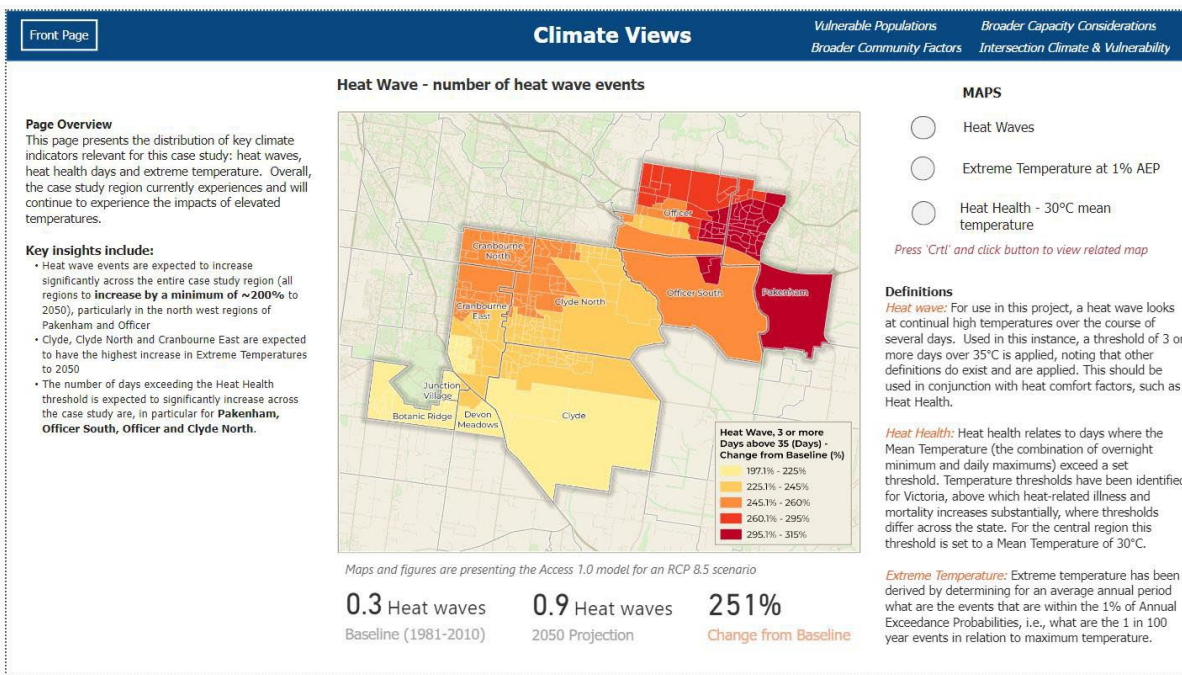 Front Page
Climate Views
Vulnerable Populations
Broader Capacity Considerations
Broader Community Factors
Intersection Climate & Vulnerability
Heat Wave - number of heat wave events
Page Overview
This page presents the distribution of key climate
indicators relevant for this case study: heat waves,
heat health days and extreme temperature. Overall,
the case study region currently experiences and will
continue to experience the impacts of elevated
temperatures.
Key insights include:
• Heat wave events are expected to increase
significantly across the entire case study region (all
regions to increase by a minimum of ~200% to
2050), particularly in the north west regions of
Pakenham and Officer
• Clyde, Clyde North and Cranbourne East are expected
to have the highest increase in Extreme Temperatures
to 2050
• The number of days exceeding the Heat Health
threshold is expected to significantly increase across
the case study are, in particular for Pakenham,
Officer South, Officer and Clyde North.
Officer
Cranbourne
North
Officer South
Pakenham
Clyde North
Cranbourne
East
Junction
Village
Botanic Ridge
Devon
Meadows
Clyde
Heat Wave, 3 or more
Days above 35 (Days) -
Change from Baseline (%)
197.1% - 225%
225.1% - 245%
245.1% - 260%
260.1% - 295%
295.1% - 315%
Maps and figures are presenting the Access 1.0 model for an RCP 8.5 scenario
0.3 Heat waves
Baseline (1981-2010)
0.9 Heat waves
2050 Projection
251%
Change from Baseline
MAPS
Heat Waves
Extreme Temperature at 1% AEP
Heat Health - 30°C mean
temperature
Press 'Crtl' and click button to view related map
Definitions
Heat wave: For use in this project, a heat wave looks
at continual high temperatures over the course of
several days. Used in this instance, a threshold of 3 or
more days over 35°C is applied, noting that other
definitions do exist and are applied. This should be
used in conjunction with heat comfort factors, such as
Heat Health.
Heat Health: Heat health relates to days where the
Mean Temperature (the combination of overnight
minimum and daily maximums) exceed a set
threshold. Temperature thresholds have been identified
for Victoria, above which heat-related illness and
mortality increases substantially, where thresholds
differ across the state. For the central region this
threshold is set to a Mean Temperature of 30°C.
Extreme Temperature: Extreme temperature has been
derived by determining for an average annual period
what are the events that are within the 1% of Annual
Exceedance Probabilities, i.e., what are the 1 in 100
year events in relation to maximum temperature.